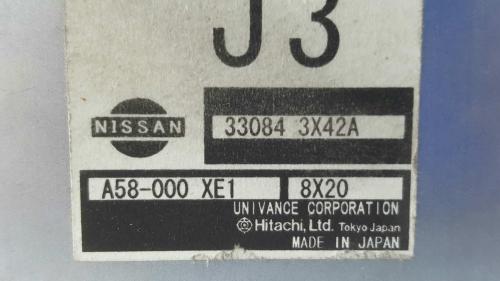 J3
NISSAN
33084 3X42A
A58-000 XE1 8X20
UNIVANCE CORPORATION
Hitachi, Ltd. Tokyo Japan
MADE IN JAPAN